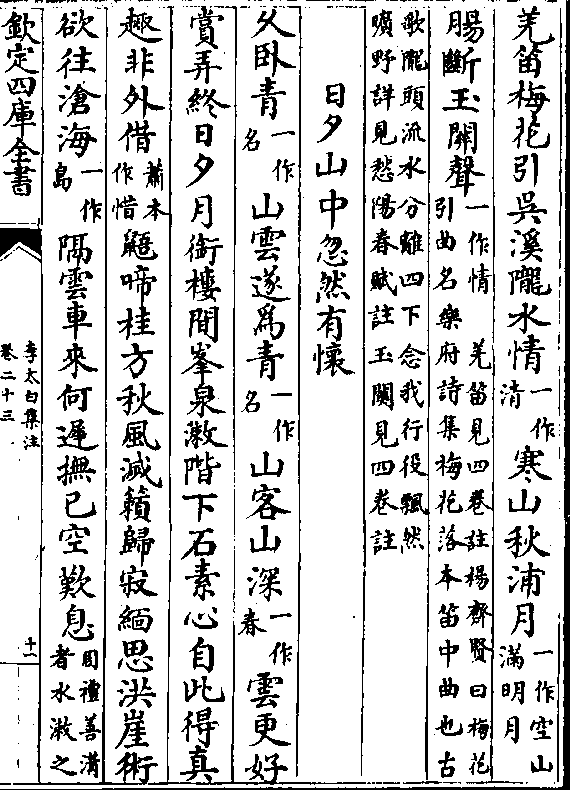 羌笛梅花引吳溪隴水情一作清寒山秋浦月一作空山滿明月
腸斷玉關聲一作情 羌笛見四卷註楊齊賢曰梅花引曲名樂府詩集梅花落本笛中曲也古
歌隴頭流水分離四下念我行役飄然曠野詳見愁陽春賦註玉關見四卷註
日夕山中忽然有懷
久臥青一作名山雲遂爲青一作名山客山深一作春雲更好
賞弄終日夕月銜樓間峯泉漱階下石素心自此得真
趣非外借蕭本作惜鼯啼桂方秋風滅籟歸寂緬思洪崖術
欲往滄海一作島隔雲車來何遲撫已空歎息周禮善溝者水漱之
欽定四庫全書
李太白集注
卷二十三
十一